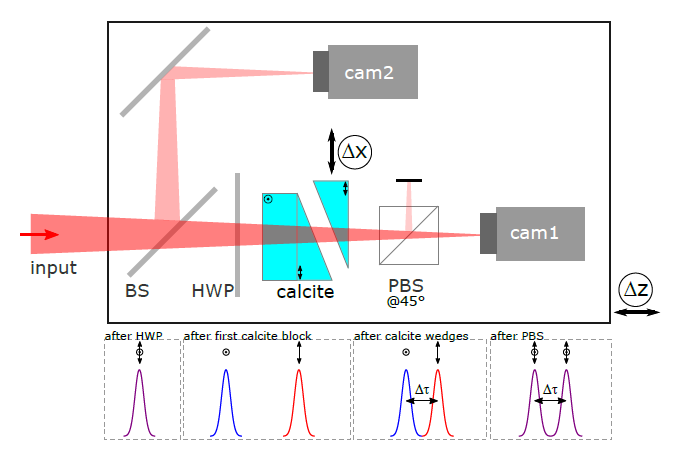 cam2
Δx
input
BS
HWP
calcite
PBS
@45°
cam1
Δz
after HWP
after first calcite block
after calcite wedges
after PBS
Δτ
Δτ